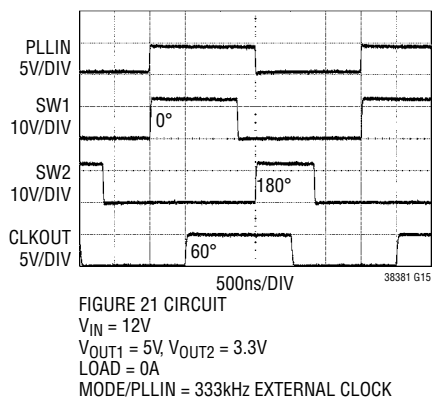 PLLIN
5V/DIV
SW1
10V/DIV
0°
SW2
10V/DIV
180°
CLKOUT
5V/DIV
60°
500ns/DIV
38381 G15
FIGURE 21 CIRCUIT
VIN = 12V
VOUT1 = 5V, VOUT2 = 3.3V
LOAD = 0A
MODE/PLLIN = 333kHz EXTERNAL CLOCK